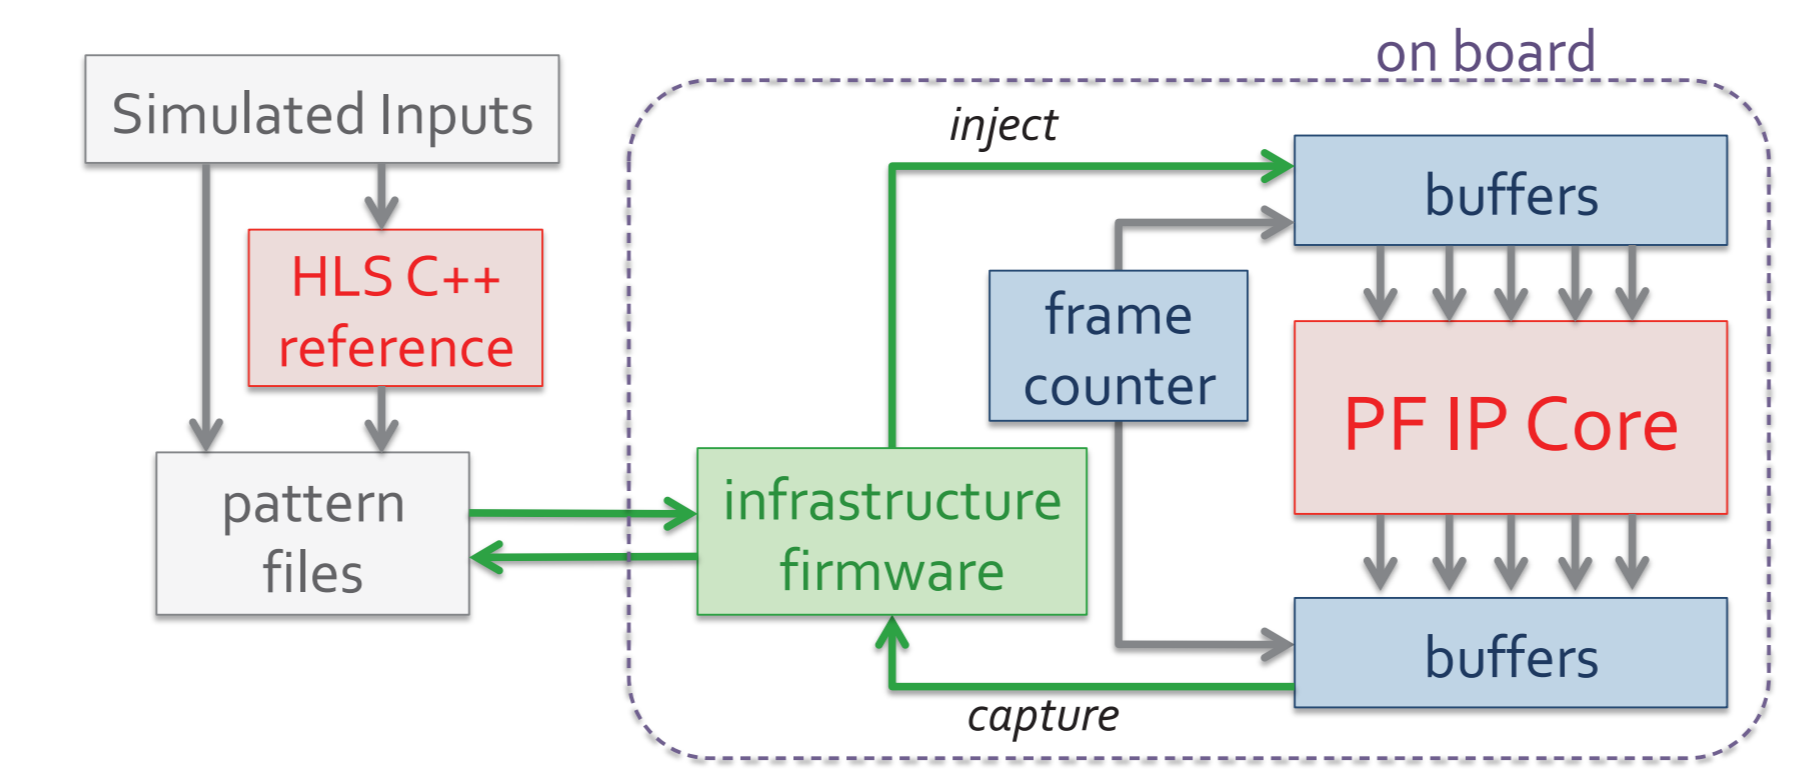 on board
Simulated Inputs
inject
buffers
HLS C++
reference
frame
counter
PF IP Core
pattern
files
infrastructure
firmware
buffers
capture